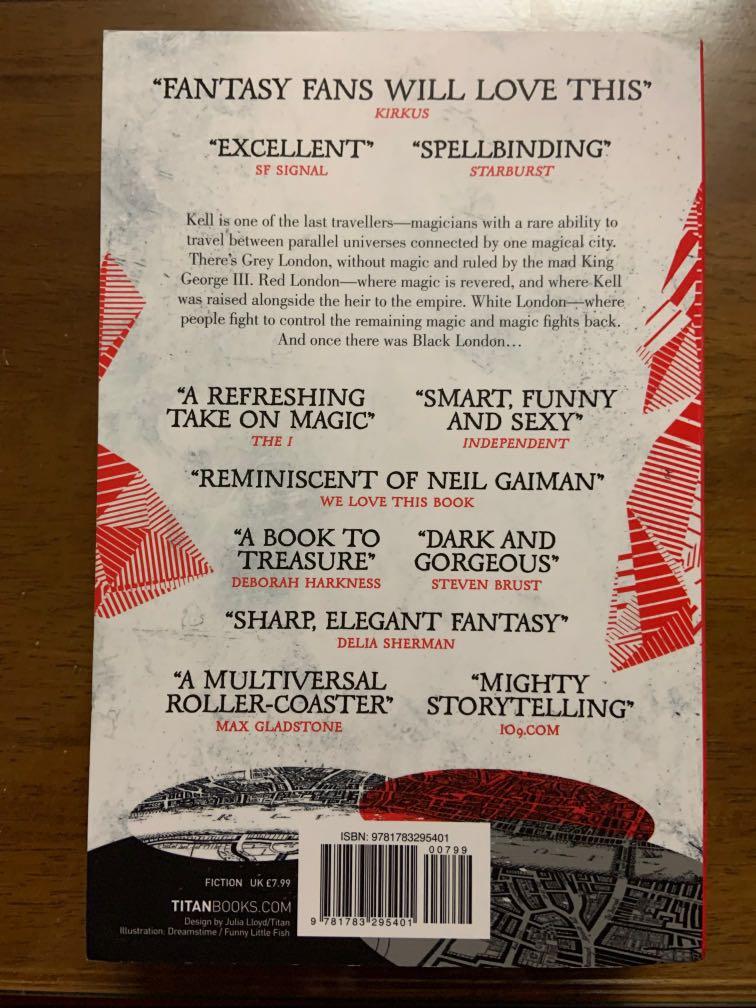 “FANTASY FANS WILL LOVE THIS”
KIRKUS
“EXCELLENT” “SPELLBINDING”
SF SIGNAL STARBURST
Kell is one of the last travellers—magicians with a rare ability to
travel between parallel universes connected by one magical city.
There’s Grey London, without magic and ruled by the mad King
George III. Red London—where magic is revered, and where Kell
was raised alongside the heir to the empire. White London—where
people fight to control the remaining magic and magic fights back.
And once there was Black London…
“A REFRESHING
TAKE ON MAGIC”
THE I
“SMART, FUNNY
AND SEXY”
INDEPENDENT
“REMINISCENT OF NEIL GAIMAN”
WE LOVE THIS BOOK
“A BOOK TO
TREASURE”
DEBORAH HARKNESS
“DARK AND
GORGEOUS”
STEVEN BRUST
“SHARP, ELEGANT FANTASY”
DELIA SHERMAN
“A MULTIVERSAL
ROLLER-COASTER”
MAX GLADSTONE
“MIGHTY
STORYTELLING”
IO9.COM
FICTION UK £7.99
TITANBOOKS.COM
Design by Julia Lloyd/Titan
Illustration: Dreamstime / Funny Little Fish
ISBN: 9781783295401
00799
9 781783 295401